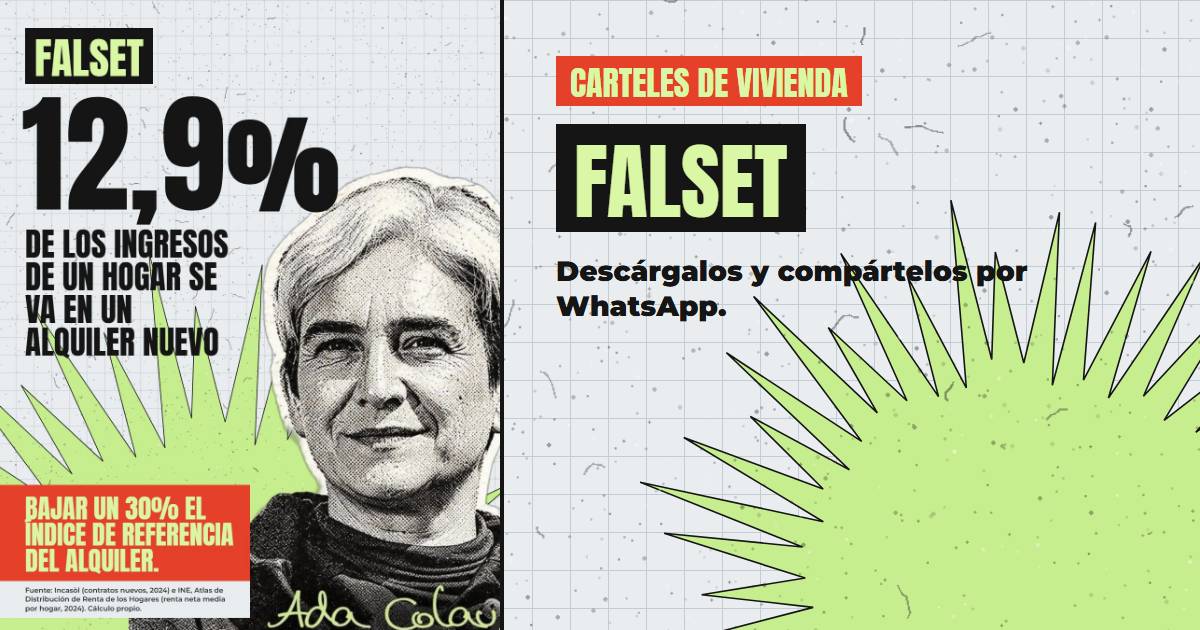 FALSET
12,9%
DE LOS INGRESOS
DE UN HOGAR SE
VA EN UN
ALQUILER NUEVO
BAJAR UN 30% EL
ÍNDICE DE REFERENCIA
DEL ALQUILER.
Fuente: Incasòl (contratos nuevos, 2024) e INE, Atlas de
Distribución de Renta de los Hogares (renta neta media
por hogar, 2024). Cálculo propio.
Ada Colau
CARTELES DE VIVIENDA
FALSET
Descárgalos y compártelos por
WhatsApp.